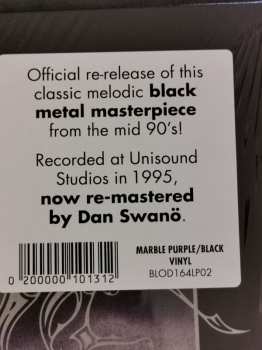 Official re-release of this
classic melodic black
metal masterpiece
from the mid 90's!
Recorded at Unisound
Studios in 1995,
now re-mastered
by Dan Swanö.
MARBLE PURPLE/BLACK
VINYL
BLOD164LP02
0 200000 101312